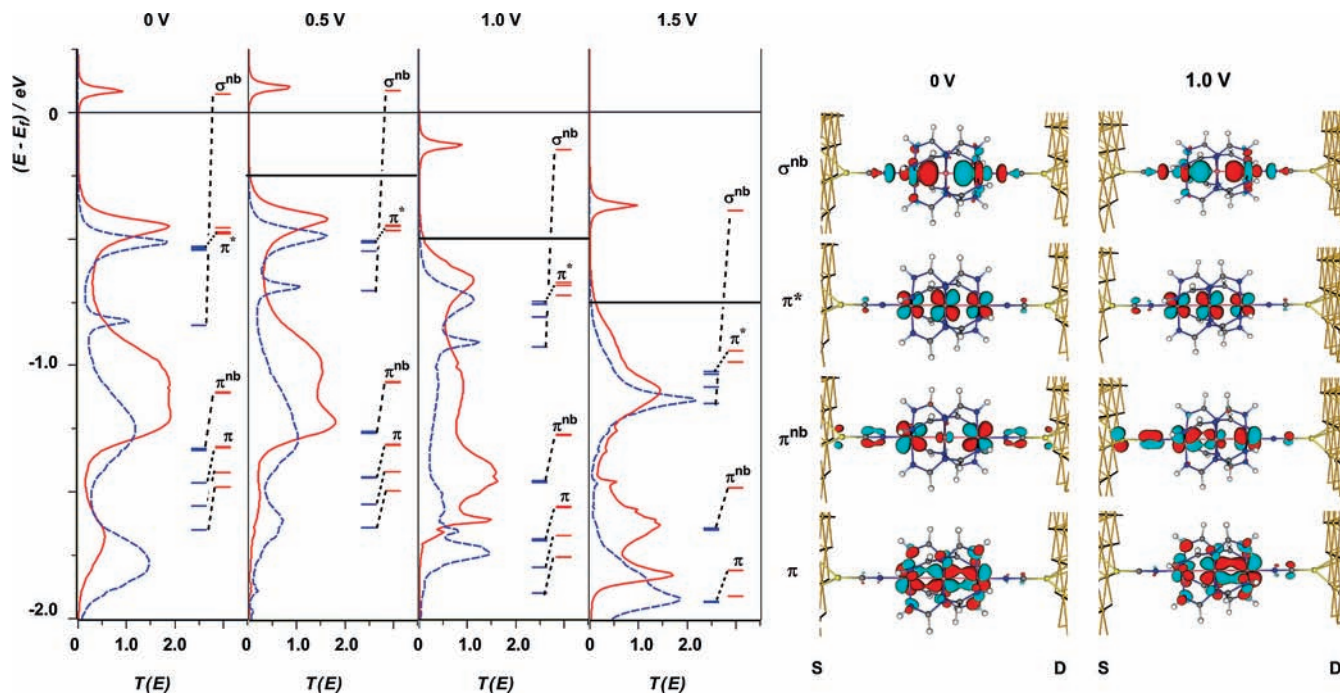 0 V 0.5 V 1.0 V 1.5 V
(E - E_f) / eV
0
-1.0
-2.0
σ^nb
π*
π^nb
π
σ^nb
π*
π^nb
π
σ^nb
π*
π^nb
π
σ^nb
π*
π^nb
π
0 1.0 2.0 0 1.0 2.0 0 1.0 2.0 0 1.0 2.0
T(E) T(E) T(E) T(E)
0 V 1.0 V
σ^nb
π*
π^nb
π
S D S D